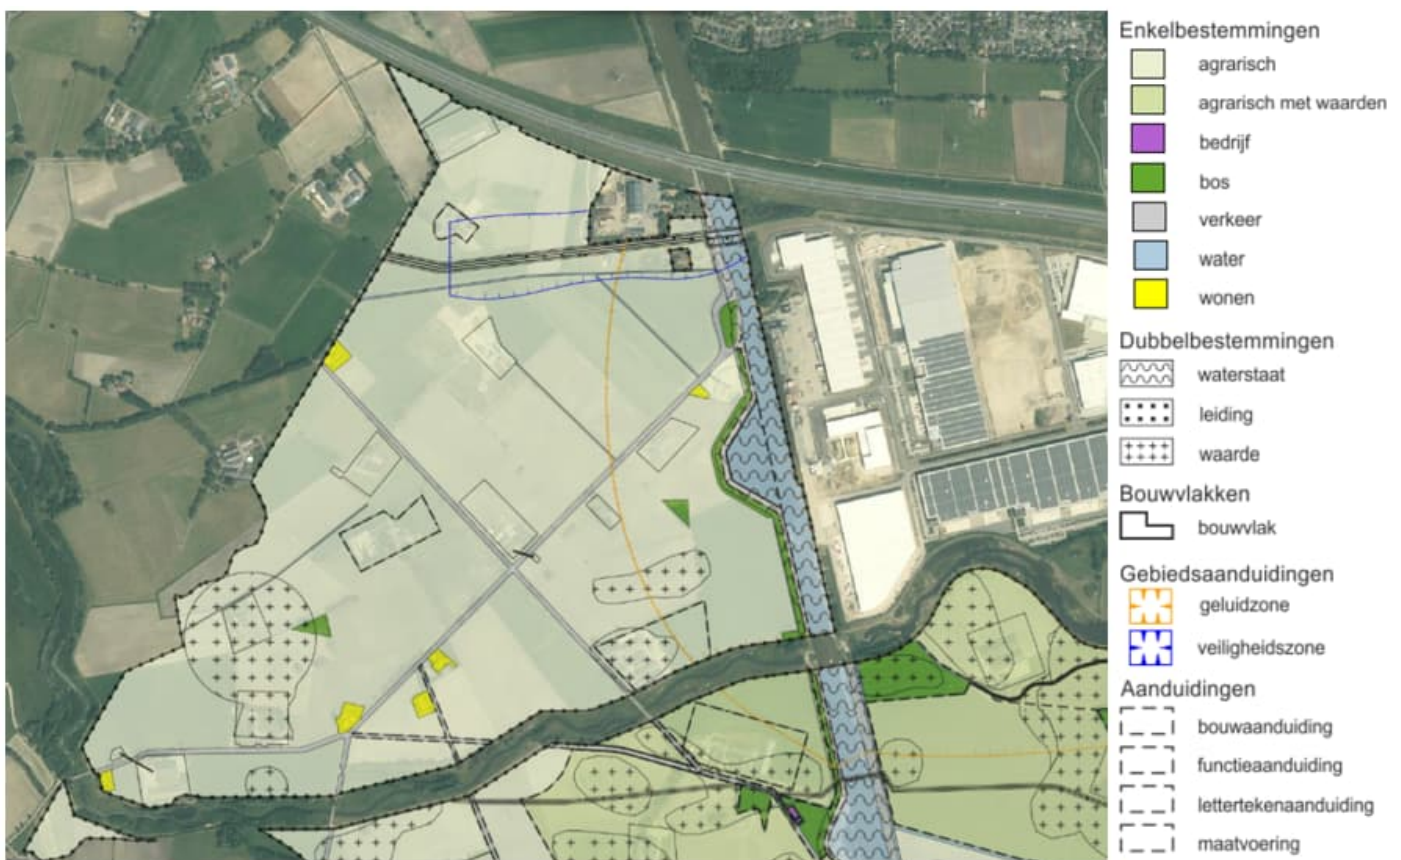 Enkelbestemmingen
agrarisch
agrarisch met waarden
bedrijf
bos
verkeer
water
wonen
Dubbelbestemmingen
waterstaat
leiding
waarde
Bouwvlakken
bouwvlak
Gebiedsaanduidingen
geluidzone
veiligheidszone
Aanduidingen
bouwaanduiding
functieaanduiding
lettertekenaanduiding
maatvoering